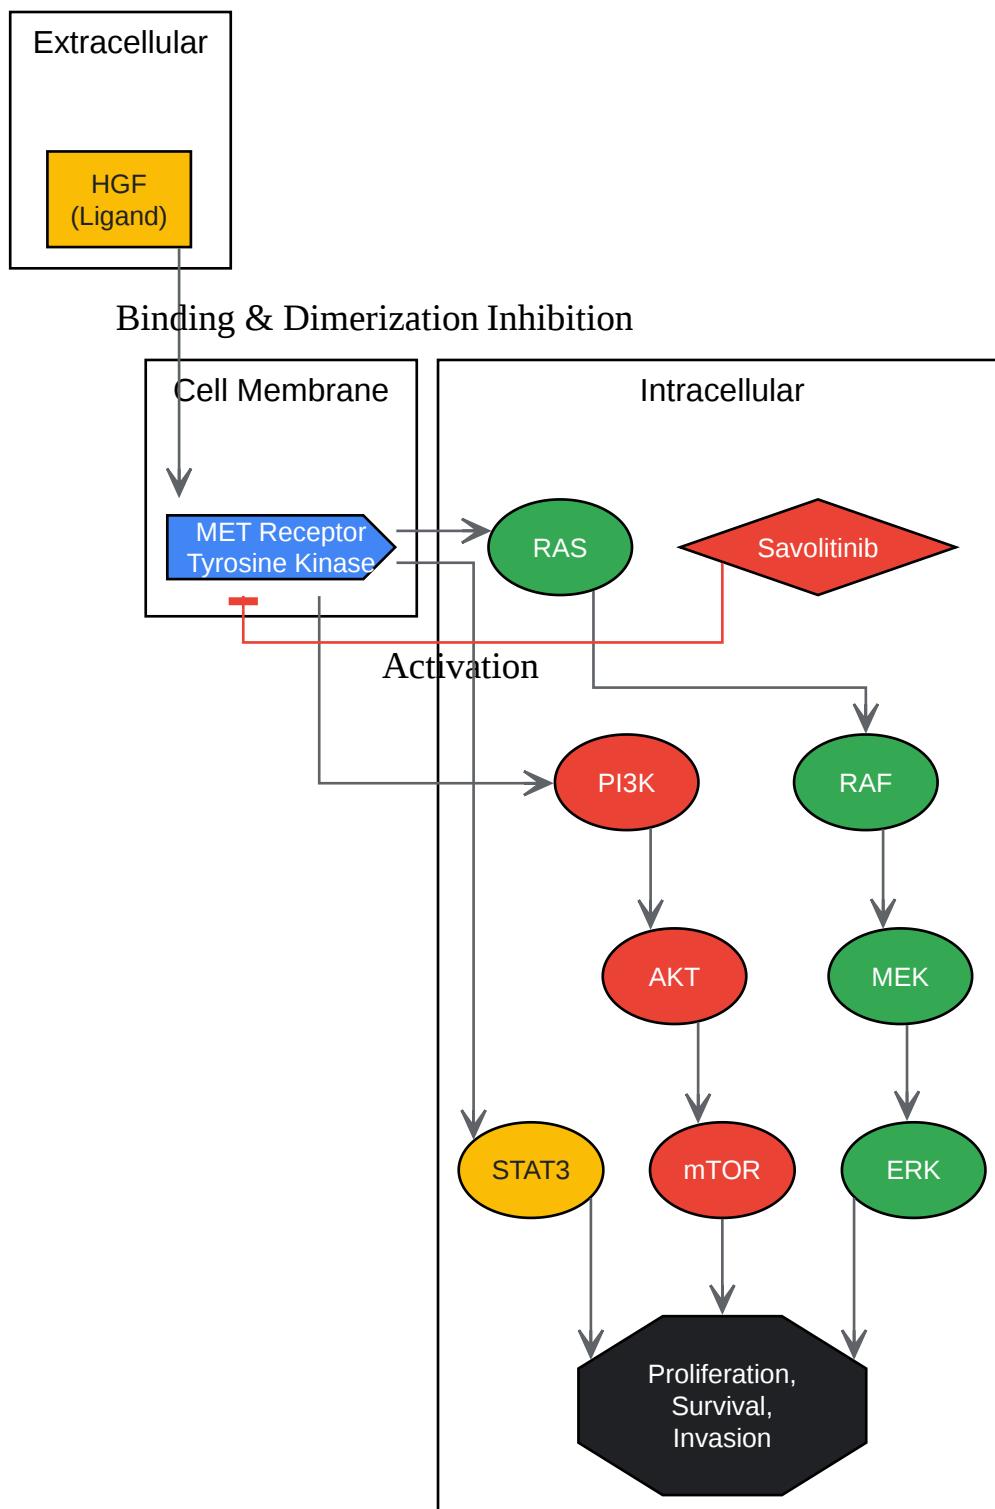 Extracellular
HGF
(Ligand)
Binding & Dimerization Inhibition
Cell Membrane
Intracellular
MET Receptor
Tyrosine Kinase
RAS
Savolitinib
Activation
PI3K
RAF
AKT
MEK
STAT3
mTOR
ERK
Proliferation,
Survival,
Invasion